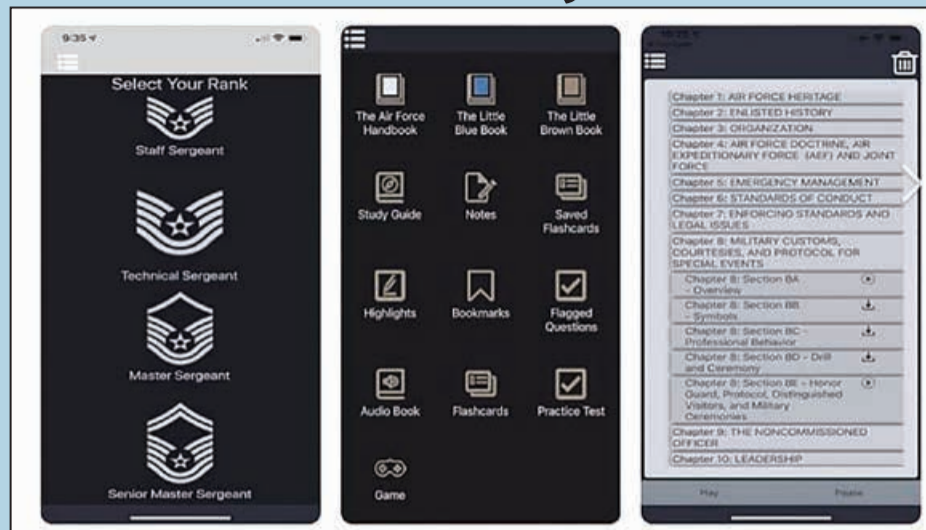 9:35
Select Your Rank
Staff Sergeant
Technical Sergeant
Master Sergeant
Senior Master Sergeant
The Air Force
Handbook
The Little
Blue Book
The Little
Brown Book
Study Guide
Notes
Saved
Flashcards
Highlights
Bookmarks
Flagged
Questions
Audio Book
Flashcards
Practice Test
Game
Chapter 1: AIR FORCE HERITAGE
Chapter 2: ENLISTED HISTORY
Chapter 3: ORGANIZATION
Chapter 4: AIR FORCE DOCTRINE, AIR
EXPEDITIONARY FORCE (AEF) AND JOINT
FORCE
Chapter 5: EMERGENCY MANAGEMENT
Chapter 6: STANDARDS OF CONDUCT
Chapter 7: ENFORCING STANDARDS AND
LEGAL ISSUES
Chapter 8: MILITARY CUSTOMS,
COURTESIES, AND PROTOCOL FOR
SPECIAL EVENTS
Chapter 8: Section 8A
- Overview
Chapter 8: Section 8B
- Symbols
Chapter 8: Section 8C -
Professional Behavior
Chapter 8: Section 8D - Drill
and Ceremony
Chapter 8: Section 8E - Honor
Guard, Protocol, Distinguished
Visitors, and Military
Ceremonies
Chapter 9: THE NONCOMMISSIONED
OFFICER
Chapter 10: LEADERSHIP
Play
Pause